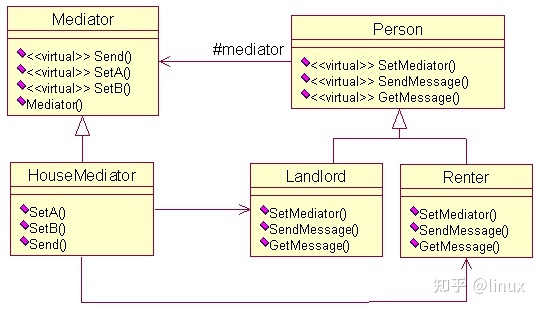 Mediator
<<virtual>> Send()
<<virtual>> SetA()
<<virtual>> SetB()
Mediator()
#mediator
Person
<<virtual>> SetMediator()
<<virtual>> SendMessage()
<<virtual>> GetMessage()
HouseMediator
SetA()
SetB()
Send()
Landlord
SetMediator()
SendMessage()
GetMessage()
Renter
SetMediator()
SendMessage()
GetMessage()
知乎 @linux